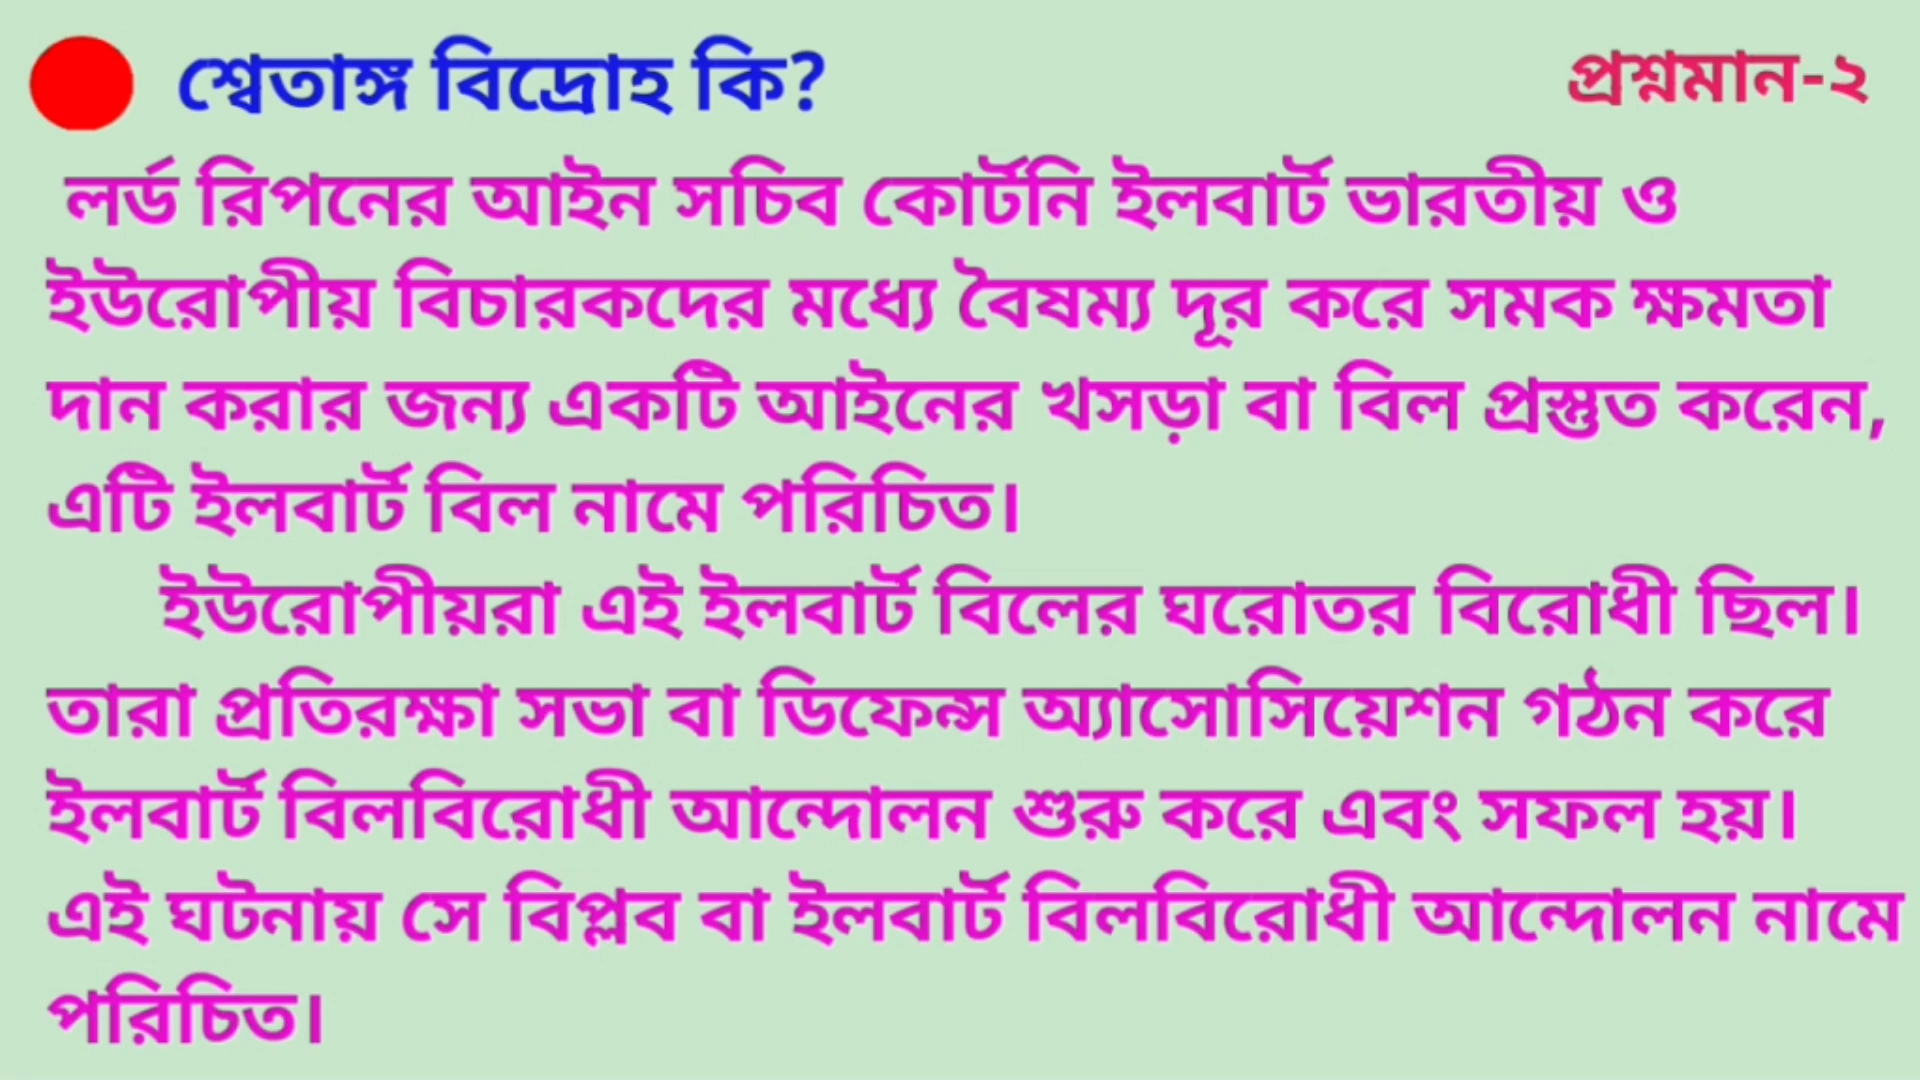 শ্বেতাঙ্গ বিদ্রোহ কি? প্রশ্নমান-২
লর্ড রিপনের আইন সচিব কোর্টনি ইলবার্ট ভারতীয় ও
ইউরোপীয় বিচারকদের মধ্যে বৈষম্য দূর করে সমক ক্ষমতা
দান করার জন্য একটি আইনের খসড়া বা বিল প্রস্তুত করেন,
এটি ইলবার্ট বিল নামে পরিচিত।
ইউরোপীয়রা এই ইলবার্ট বিলের ঘরোতর বিরোধী ছিল।
তারা প্রতিরক্ষা সভা বা ডিফেন্স অ্যাসোসিয়েশন গঠন করে
ইলবার্ট বিলবিরোধী আন্দোলন শুরু করে এবং সফল হয়।
এই ঘটনায় সে বিপ্লব বা ইলবার্ট বিলবিরোধী আন্দোলন নামে
পরিচিত।